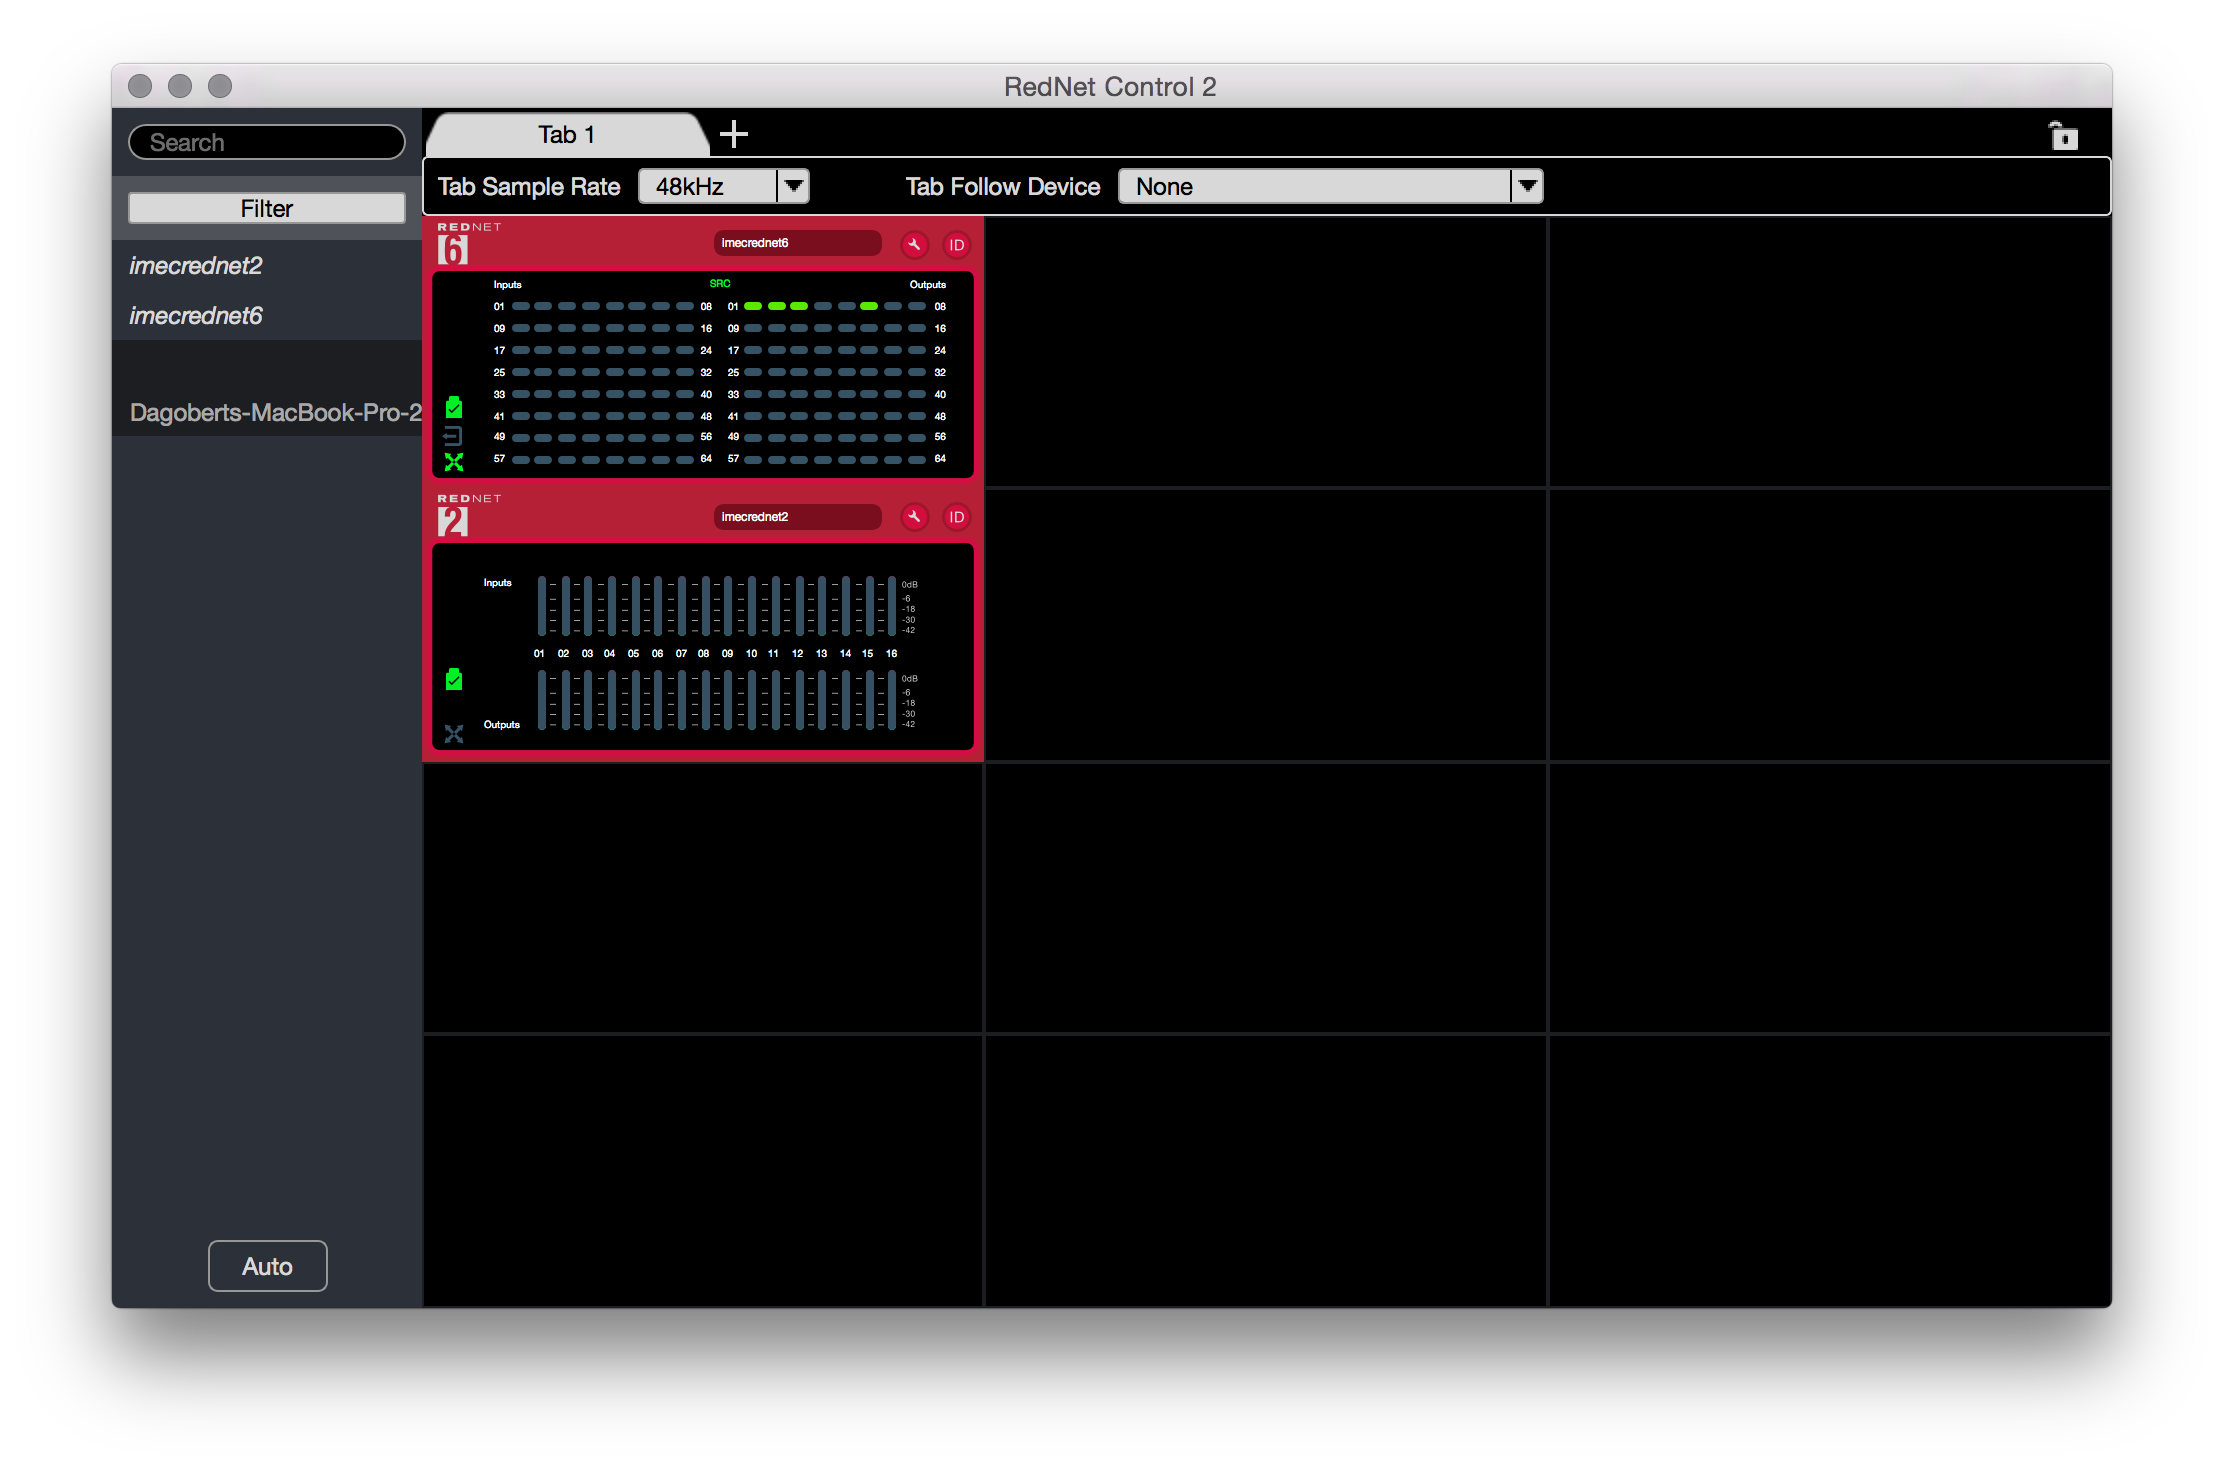 RedNet Control 2
Search
Filter
imecrednet2
imecrednet6
Dagoberts-MacBook-Pro-2
Auto
Tab 1
Tab Sample Rate 48kHz Tab Follow Device None
REDNET
6 imecrednet6 ID
Inputs SRC Outputs
01 08 01 08
09 16 09 16
17 24 17 24
25 32 25 32
33 40 33 40
41 48 41 48
49 56 49 56
57 64 57 64
REDNET
2 imecrednet2 ID
Inputs 0dB
-6
-18
-30
-42
01 02 03 04 05 06 07 08 09 10 11 12 13 14 15 16
0dB
-6
-18
-30
Outputs -42